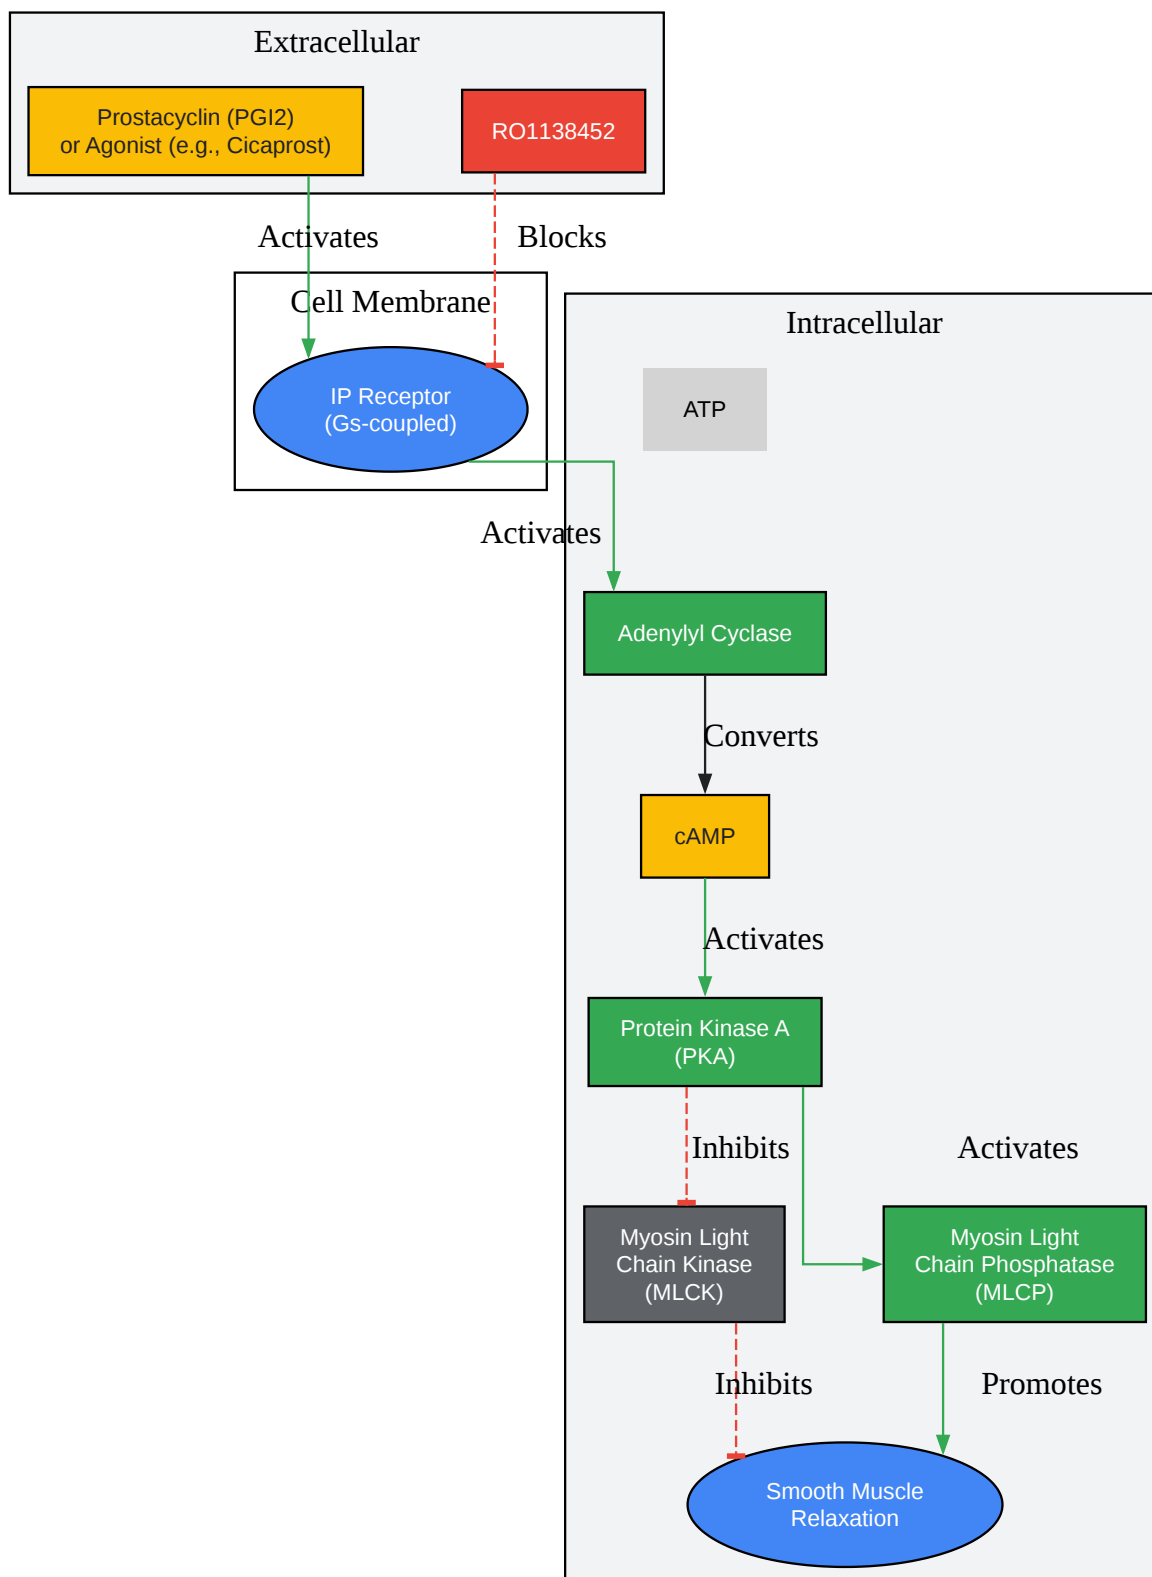 Extracellular
Prostacyclin (PGI2)
or Agonist (e.g., Cicaprost)
RO1138452
Activates
Blocks
Cell Membrane
Intracellular
IP Receptor
(Gs-coupled)
ATP
Activates
Adenylyl Cyclase
Converts
cAMP
Activates
Protein Kinase A
(PKA)
Inhibits
Activates
Myosin Light
Chain Kinase
(MLCK)
Myosin Light
Chain Phosphatase
(MLCP)
Inhibits
Promotes
Smooth Muscle
Relaxation